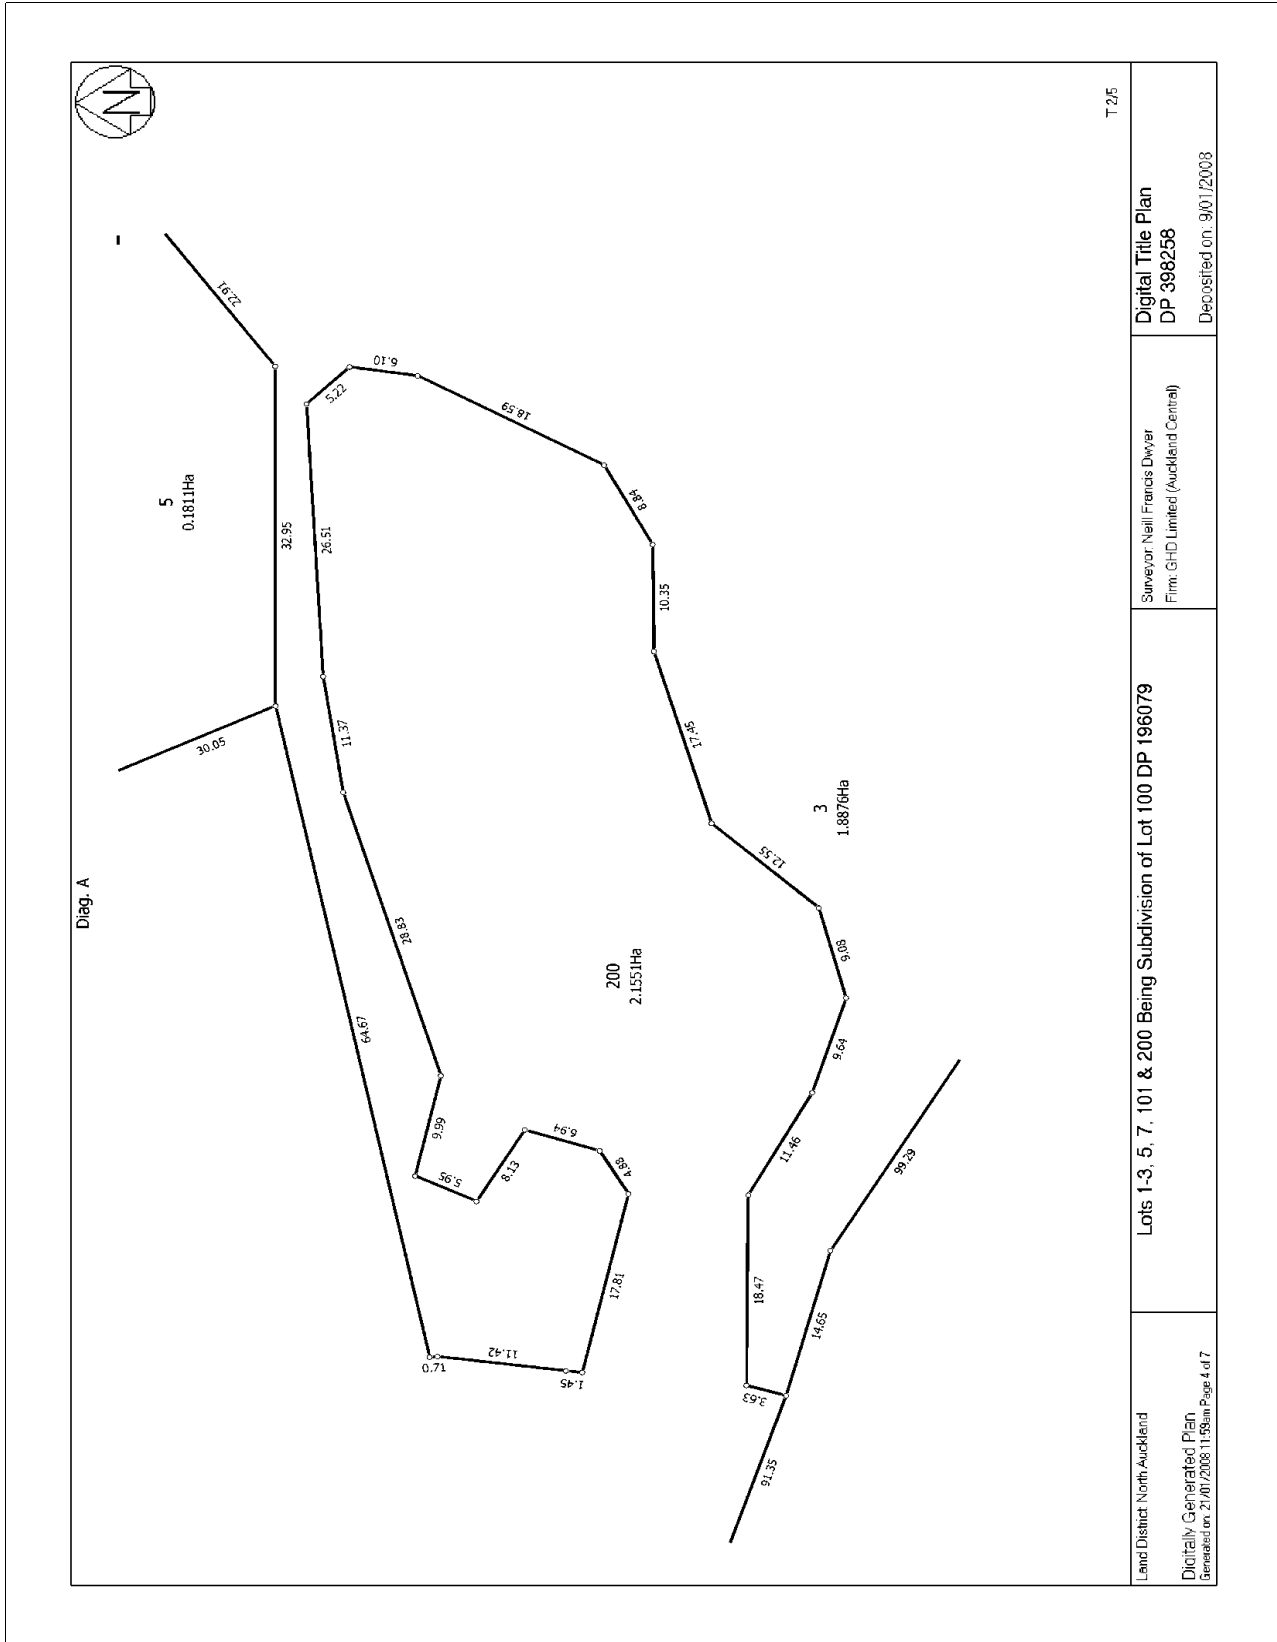 Diag. A
N
22.91
5
0.1811Ha
32.95
30.05
5.22
6.10
26.51
18.59
11.37
8.84
10.35
28.83
17.45
64.67
12.55
3
1.8876Ha
200
2.1551Ha
9.08
9.99
9.64
5.95
8.13
6.94
4.88
11.46
17.81
18.47
99.29
14.65
0.71
11.42
1.45
3.63
91.35
T 2/5
Land District: North Auckland
Digitally Generated Plan
Generated on: 21/01/2008 11:59am Page 4 of 7
Lots 1-3, 5, 7, 101 & 200 Being Subdivision of Lot 100 DP 196079
Surveyor: Neill Francis Dwyer
Firm: GHD Limited (Auckland Central)
Digital Title Plan
DP 398258
Deposited on: 9/01/2008